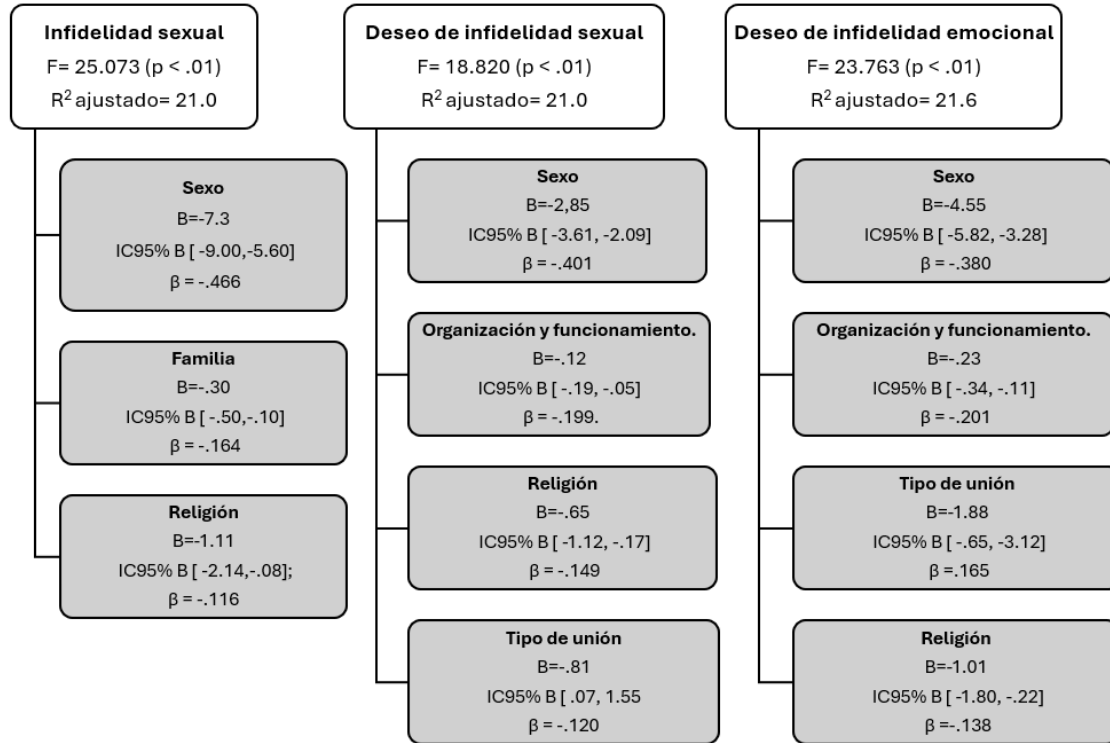 Infidelidad sexual
F= 25.073 (p < .01)
R² ajustado= 21.0
Sexo
B=-7.3
IC95% B [ -9.00,-5.60]
β = -.466
Familia
B=-.30
IC95% B [ -.50,-.10]
β = -.164
Religión
B=-1.11
IC95% B [ -2.14,-.08];
β = -.116
Deseo de infidelidad sexual
F= 18.820 (p < .01)
R² ajustado= 21.0
Sexo
B=-2,85
IC95% B [ -3.61, -2.09]
β = -.401
Organización y funcionamiento.
B=-.12
IC95% B [ -.19, -.05]
β = -.199.
Religión
B=-.65
IC95% B [ -1.12, -.17]
β = -.149
Tipo de unión
B=-.81
IC95% B [ .07, 1.55
β = -.120
Deseo de infidelidad emocional
F= 23.763 (p < .01)
R² ajustado= 21.6
Sexo
B=-4.55
IC95% B [ -5.82, -3.28]
β = -.380
Organización y funcionamiento.
B=-.23
IC95% B [ -.34, -.11]
β = -.201
Tipo de unión
B=-1.88
IC95% B [ -.65, -3.12]
β =.165
Religión
B=-1.01
IC95% B [ -1.80, -.22]
β =-.138